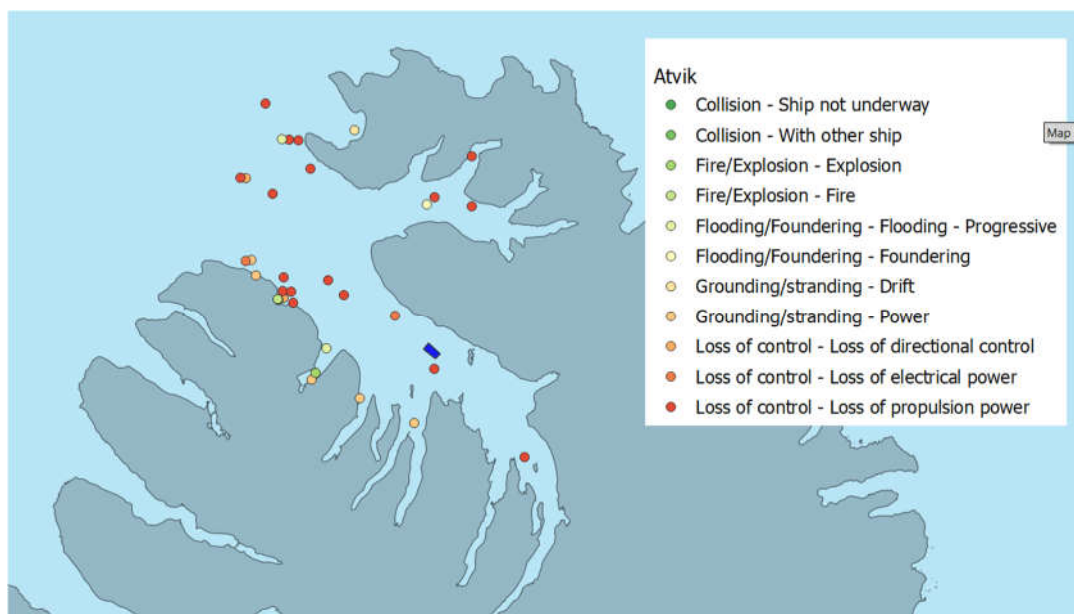 Atvik
Collision - Ship not underway
Collision - With other ship
Fire/Explosion - Explosion
Fire/Explosion - Fire
Flooding/Foundering - Flooding - Progressive
Flooding/Foundering - Foundering
Grounding/stranding - Drift
Grounding/stranding - Power
Loss of control - Loss of directional control
Loss of control - Loss of electrical power
Loss of control - Loss of propulsion power
Map